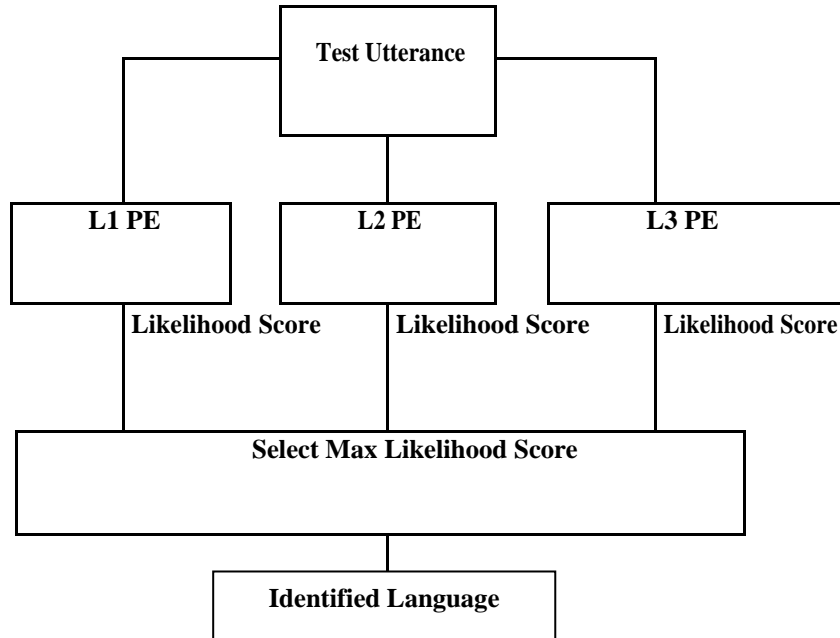 Test Utterance
L1 PE
L2 PE
L3 PE
Likelihood Score
Likelihood Score
Likelihood Score
Select Max Likelihood Score
Identified Language